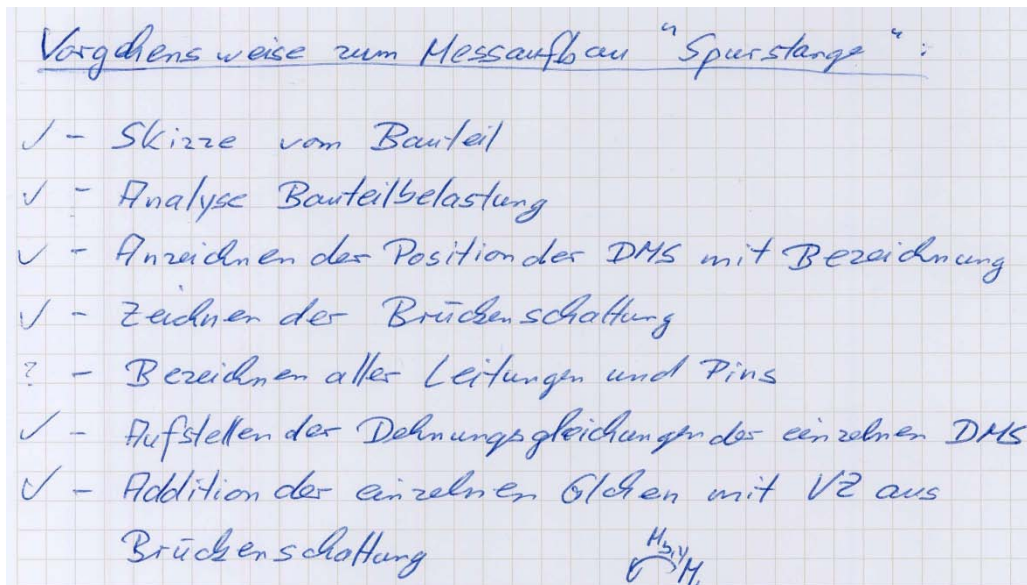 Vorgehensweise zum Messaufbau "Spurstange":
✓ - Skizze vom Bauteil
✓ - Analyse Bauteilbelastung
✓ - Anzeichnen der Position der DMS mit Bezeichnung
✓ - Zeichnen der Brückenschaltung
? - Bezeichnen aller Leitungen und Pins
✓ - Aufstellen der Dehnungsgleichungen der einzelnen DMS
✓ - Addition der einzelnen Glchen mit VZ aus
Brückenschaltung
M b,y